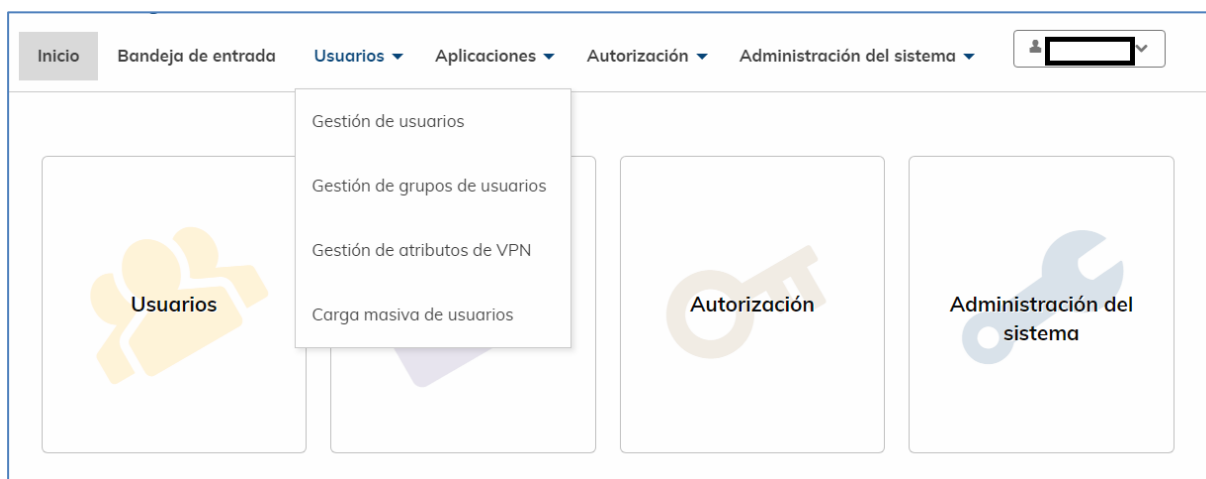 Inicio
Bandeja de entrada
Usuarios
Aplicaciones
Autorización
Administración del sistema
Gestión de usuarios
Gestión de grupos de usuarios
Gestión de atributos de VPN
Carga masiva de usuarios
Usuarios
Autorización
Administración del
sistema